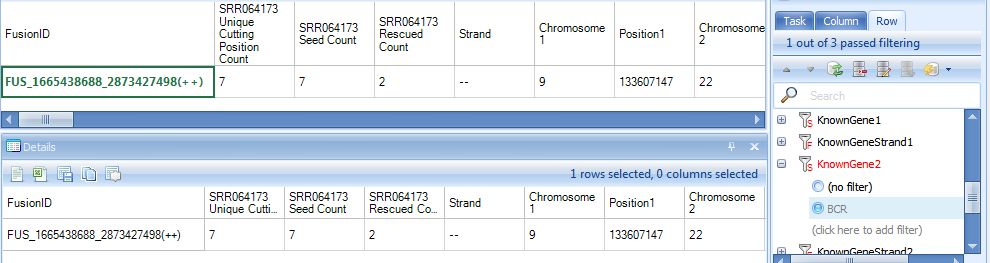 FusionID
SRR064173
Unique
Cutting
Position
Count
SRR064173
Seed Count
SRR064173
Rescued
Count
Strand
Chromosome
1
Position1
Chromosome
2
FUS_1665438688_2873427498(++)
7
7
2
--
9
133607147
22
Details
1 rows selected, 0 columns selected
FusionID
SRR064173
Unique Cutti...
SRR064173
Seed Count
SRR064173
Rescued Co...
Strand
Chromosome
1
Position1
Chromosome
2
FUS_1665438688_2873427498(++)
7
7
2
--
9
133607147
22
Task
Column
Row
1 out of 3 passed filtering
Search
KnownGene1
KnownGeneStrand1
KnownGene2
(no filter)
BCR
(click here to add filter)
KnownGeneStrand2